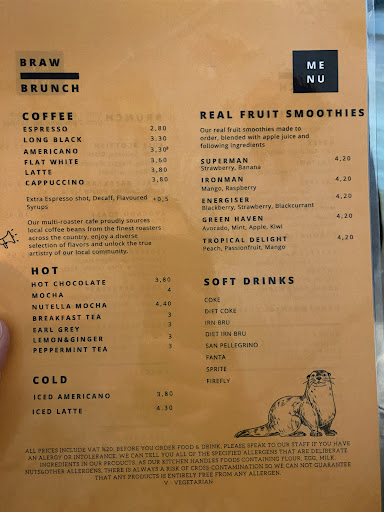 BRAW
BRUNCH
ME
NU
COFFEE
ESPRESSO 2,80
LONG BLACK 3,30
AMERICANO 3,30
FLAT WHITE 3,60
LATTE 3,80
CAPPUCCINO 3,80
Extra Espresso shot, Decaf, Flavoured +0,5
Syrups
Our multi-roaster cafe proudly sources
local coffee beans from the finest roasters
across the country, enjoy a diverse
selection of flavors and unlock the true
artistry of our local community.
HOT
HOT CHOCOLATE 3,80
MOCHA 4
NUTELLA MOCHA 4,40
BREAKFAST TEA 3
EARL GREY 3
LEMON&GINGER 3
PEPPERMINT TEA 3
COLD
ICED AMERICANO 3,80
ICED LATTE 4,30
REAL FRUIT SMOOTHIES
Our real fruit smoothies made to
order, blended with apple juice and
following ingredients
SUPERMAN 4,20
Strawberry, Banana
IRONMAN 4,20
Mango, Raspberry
ENERGISER 4,20
Blackberry, Strawberry, Blackcurrant
GREEN HAVEN 4,20
Avocado, Mint, Apple, Kiwi
TROPICAL DELIGHT 4,20
Peach, Passionfruit, Mango
SOFT DRINKS
COKE
DIET COKE
IRN BRU
DIET IRN BRU
SAN PELLEGRINO
FANTA
SPRITE
FIREFLY
ALL PRICES INCLUDE VAT @20. BEFORE YOU ORDER FOOD & DRINK, PLEASE SPEAK TO OUR STAFF IF YOU HAVE
AN ALERGY OR INTOLERANCE. WE CAN TELL YOU ALL OF THE SPECIFIED ALLERGENS THAT ARE DELIBERATE
INGREDIENTS IN OUR PRODUCTS, AS OUR KITCHEN HANDLES FOODS CONTAINING FLOUR, EGG, MILK,
NUTS&OTHER ALLERGENS, THERE IS ALWAYS A RISK OF CROSS-CONTAMINATION SO WE CAN NOT GUARANTEE
THAT ANY PRODUCTS IS ENTIRELY FREE FROM ANY ALLERGEN.
V - VEGETARIAN